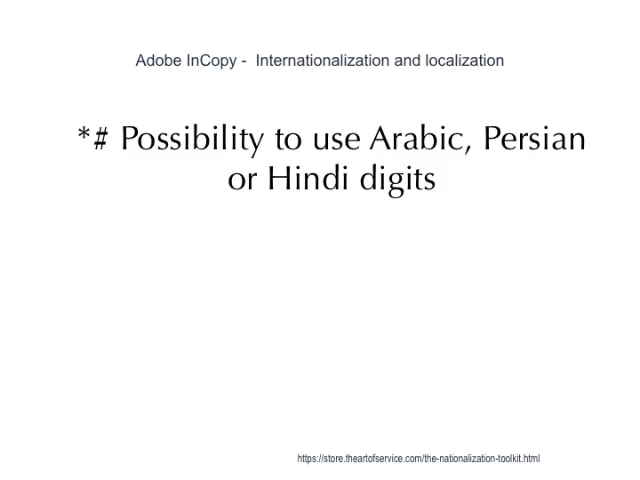 Adobe InCopy -  Internationalization and localization
*# Possibility to use Arabic, Persian
or Hindi digits
https://store.theartofservice.com/the-nationalization-toolkit.html